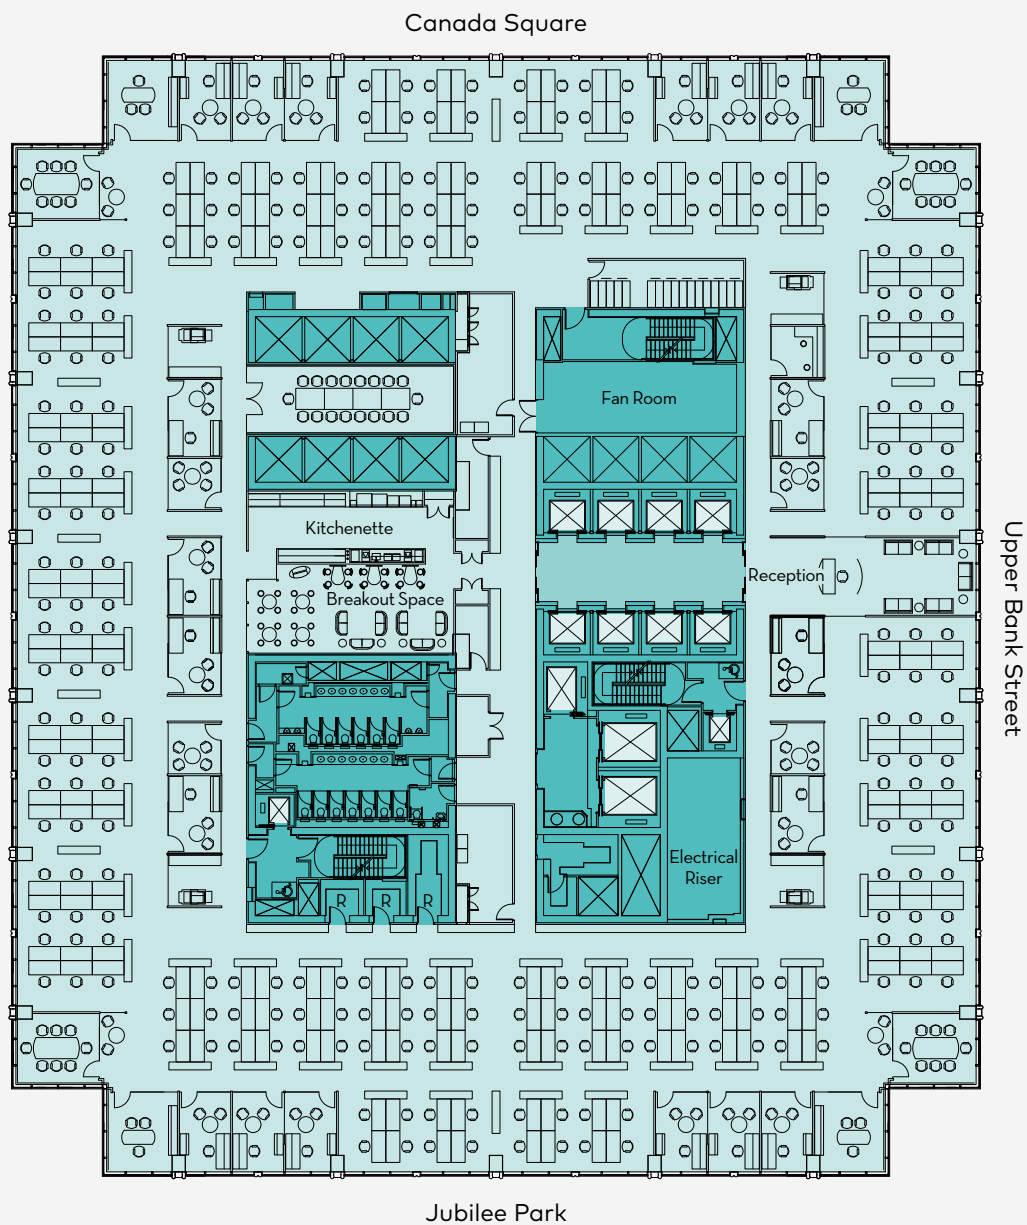 Canada Square
Fan Room
Kitchenette
Reception
Breakout Space
Upper Bank Street
Electrical
Riser
R
R
R
Jubilee Park